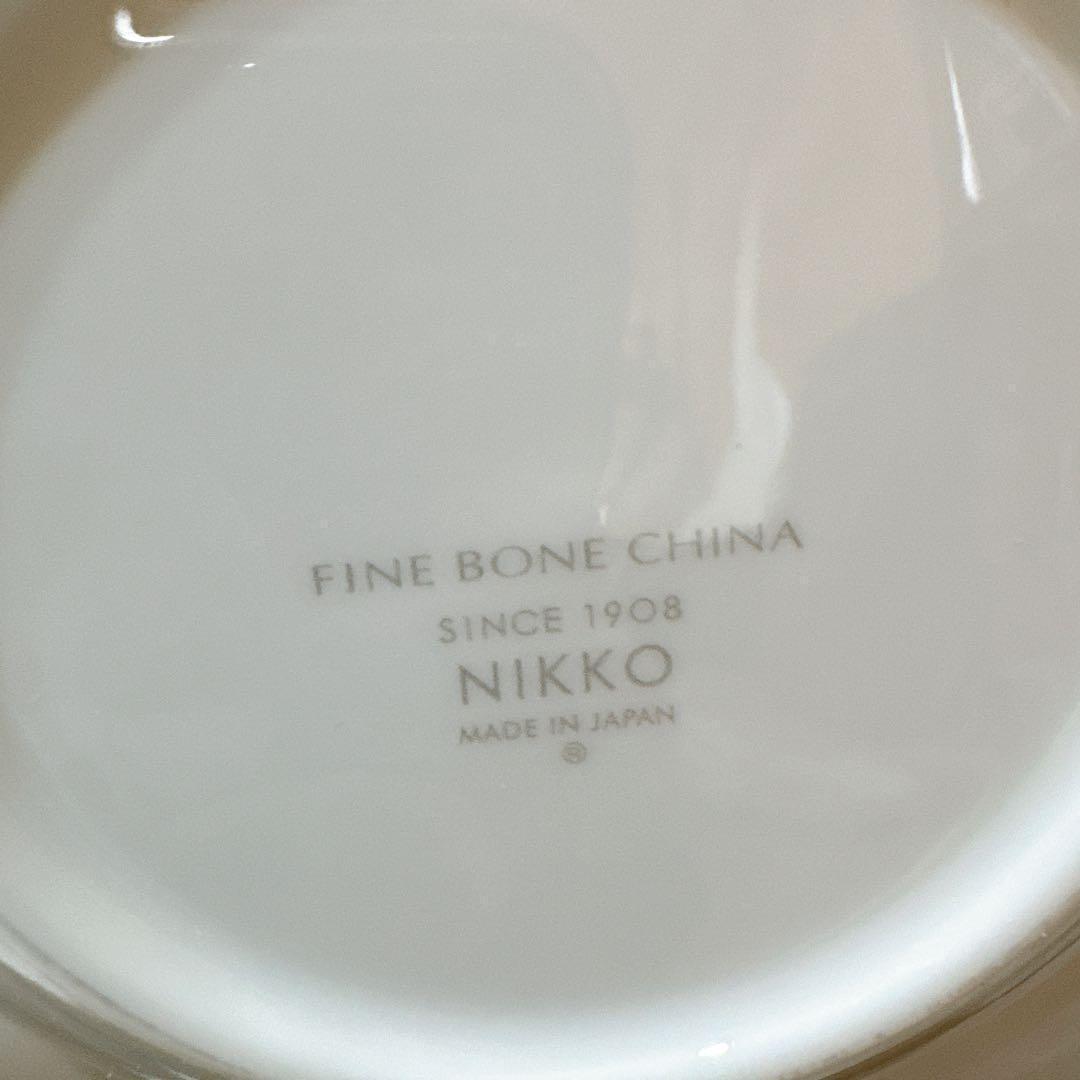 FINE BONE CHINA
SINCE 1908
NIKKO
MADE IN JAPAN
®